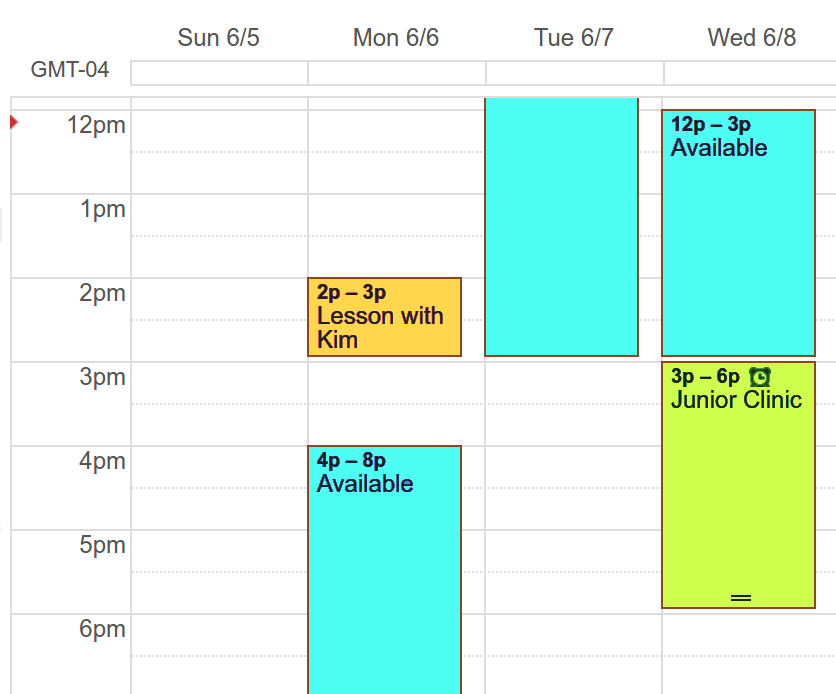 Sun 6/5 Mon 6/6 Tue 6/7 Wed 6/8
GMT-04
12pm
1pm
2pm
3pm
4pm
5pm
6pm
2p – 3p
Lesson with
Kim
4p – 8p
Available
12p – 3p
Available
3p – 6p
Junior Clinic